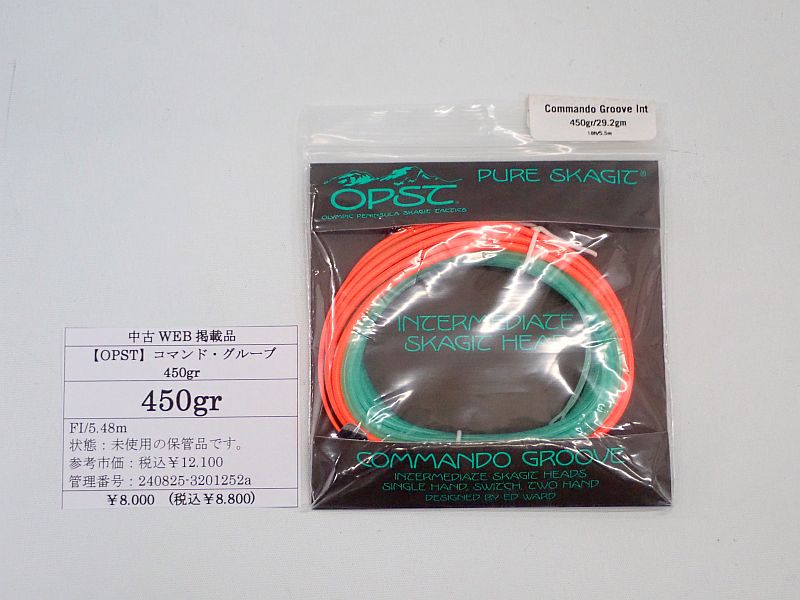 中古WEB掲載品
【OPST】コマンド・グルーブ
450gr
450gr
FI/5.48m
状態：未使用の保管品です。
参考市価：税込￥12.100
管理番号：240825-3201252a
￥8.000 （税込￥8.800）
Commando Groove Int
450gr/29.2gm
18ft/5.5m
PURE SKAGIT®
OPST
OLYMPIC PENINSULA SKAGIT TACTICS
INTERMEDIATE
SKAGIT HEADS
COMMANDO GROOVE
INTERMEDIATE SKAGIT HEADS
SINGLE HAND, SWITCH, TWO HAND
DESIGNED BY ED WARD